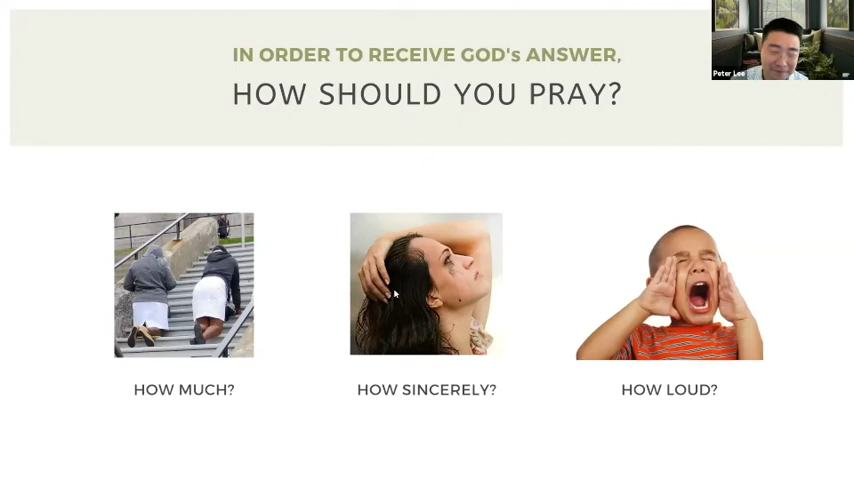 IN ORDER TO RECEIVE GOD's ANSWER,
HOW SHOULD YOU PRAY?
Peter Lee
HOW MUCH?
HOW SINCERELY?
HOW LOUD?